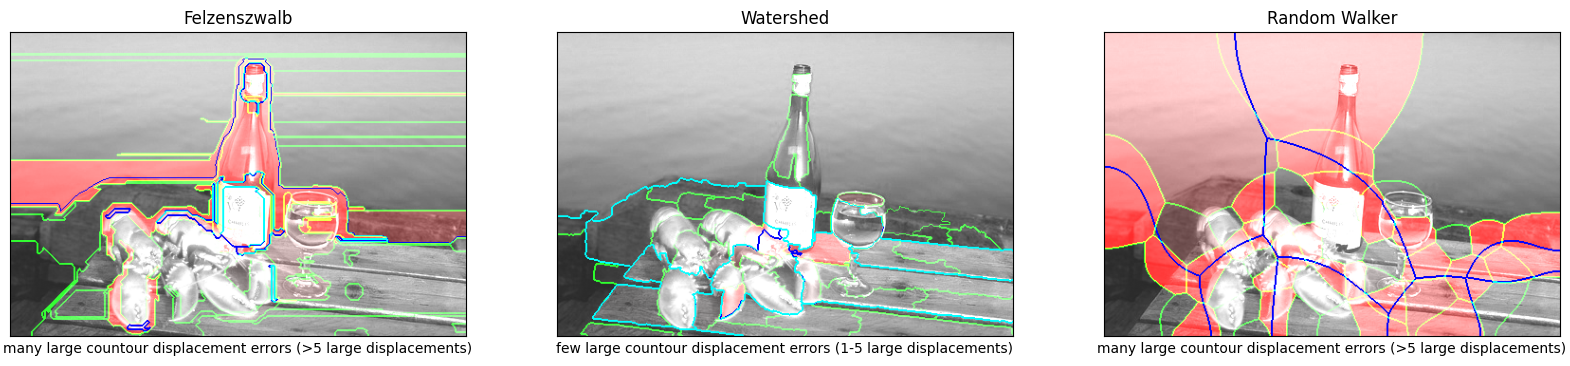 Felzenszwalb
Watershed
Random Walker
many large countour displacement errors (>5 large displacements)
few large countour displacement errors (1-5 large displacements)
many large countour displacement errors (>5 large displacements)